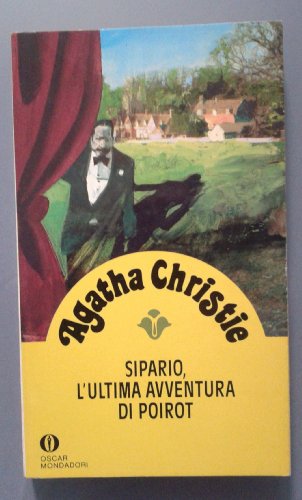 Agatha Christie
SIPARIO,
L'ULTIMA AVVENTURA
DI POIROT
OSCAR
MONDADORI